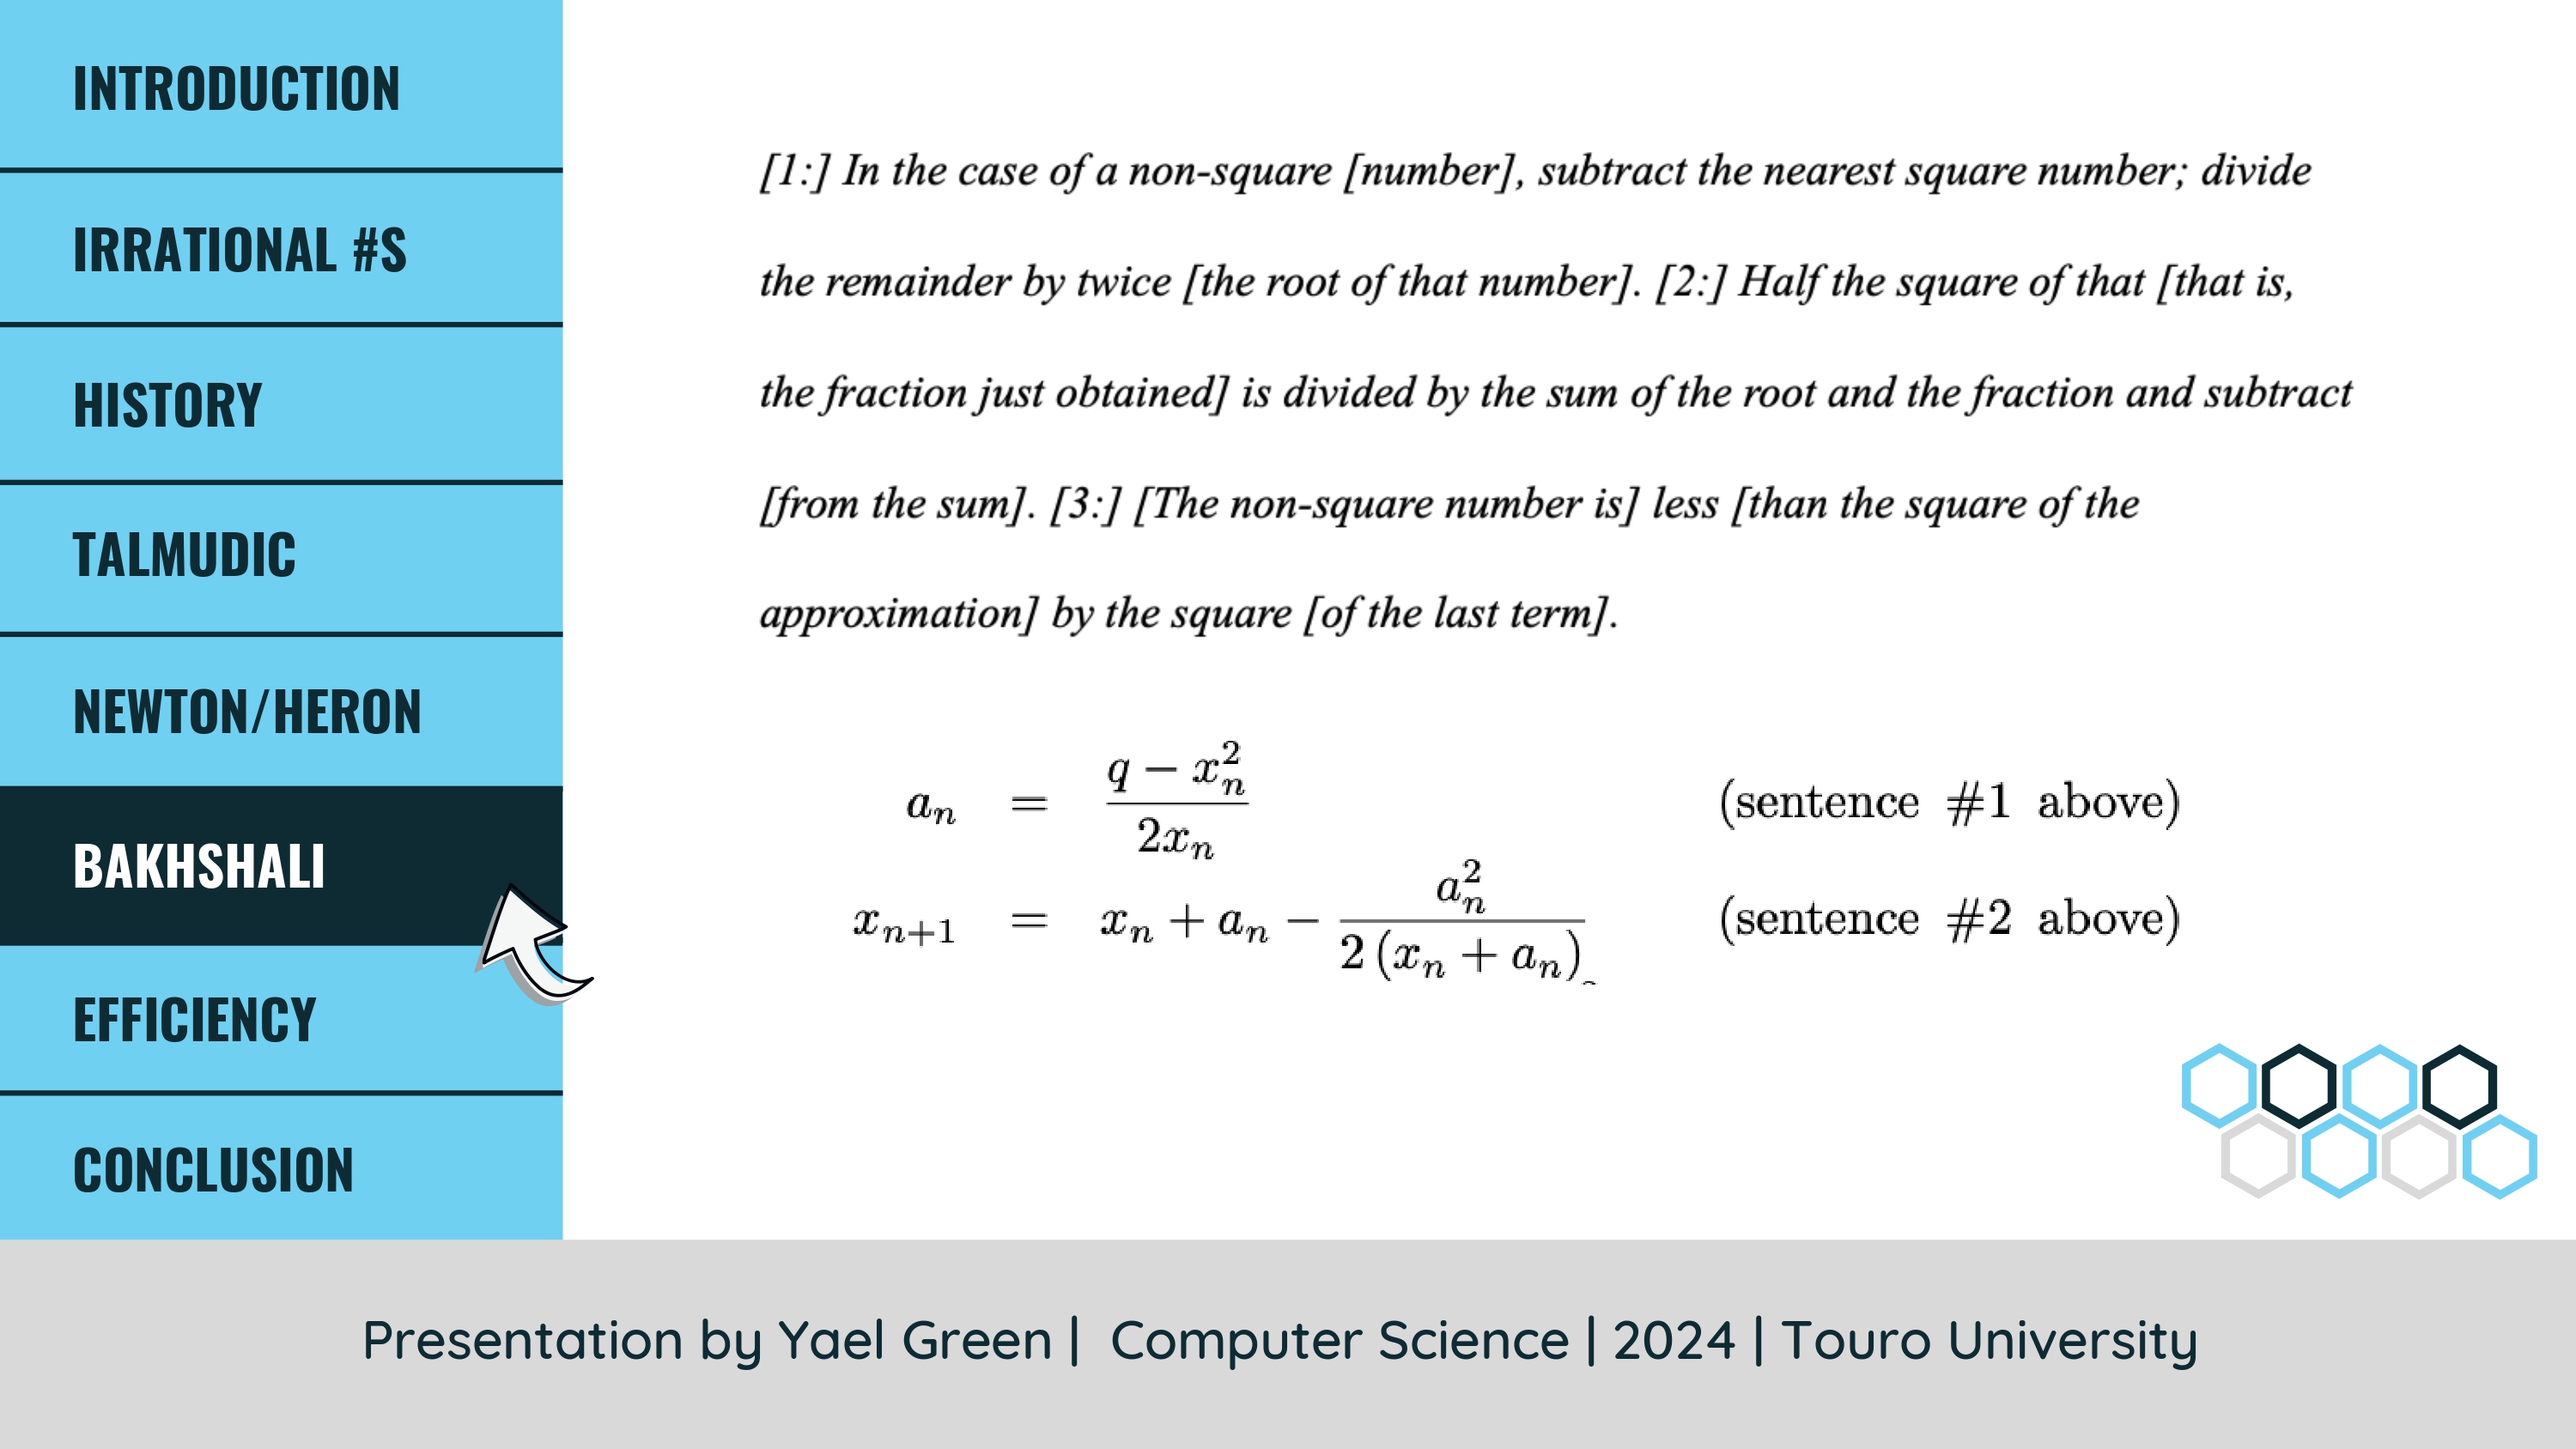 INTRODUCTION
IRRATIONAL #S
HISTORY
TALMUDIC
NEWTON/HERON
BAKHSHALI
EFFICIENCY
CONCLUSION
[1:] In the case of a non-square [number], subtract the nearest square number; divide
the remainder by twice [the root of that number]. [2:] Half the square of that [that is,
the fraction just obtained] is divided by the sum of the root and the fraction and subtract
[from the sum]. [3:] [The non-square number is] less [than the square of the
approximation] by the square [of the last term].
a_n = \frac{q - x_n^2}{2x_n} (sentence #1 above)
x_{n+1} = x_n + a_n - \frac{a_n^2}{2(x_n + a_n)} (sentence #2 above)
Presentation by Yael Green | Computer Science | 2024 | Touro University